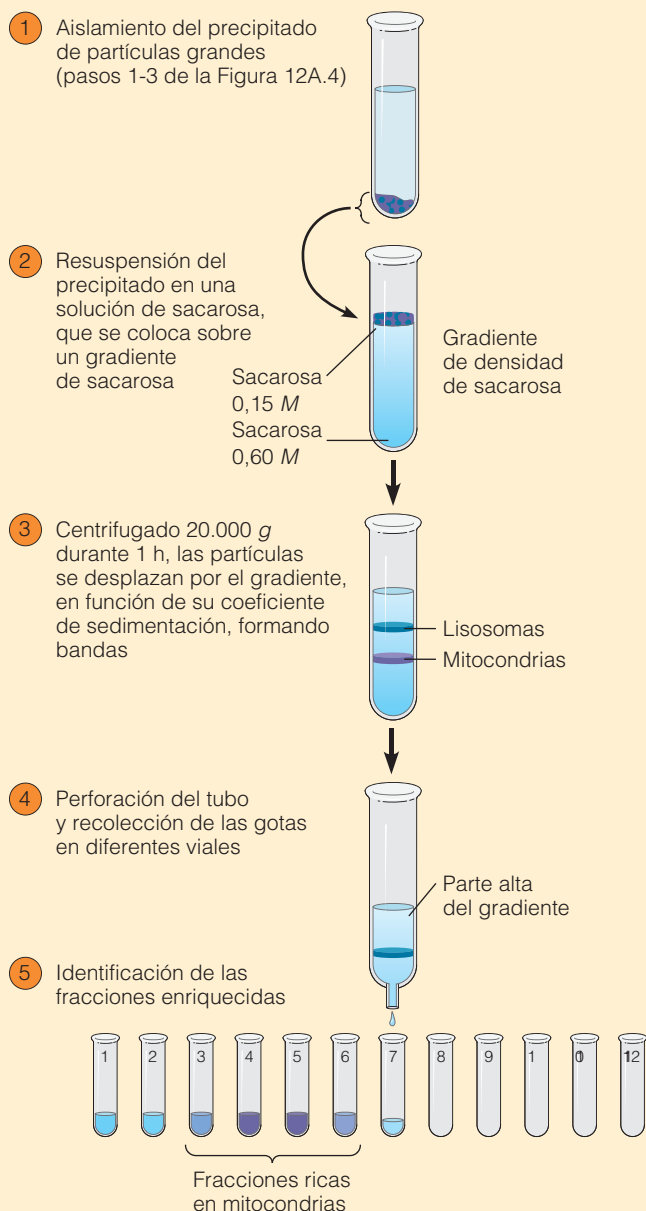 1 Aislamiento del precipitado
de partículas grandes
(pasos 1-3 de la Figura 12A.4)
2 Resuspensión del
precipitado en una
solución de sacarosa,
que se coloca sobre
un gradiente
de sacarosa
Sacarosa
0,15 M
Sacarosa
0,60 M
Gradiente
de densidad
de sacarosa
3 Centrifugado 20.000 g
durante 1 h, las partículas
se desplazan por el gradiente,
en función de su coeficiente
de sedimentación, formando
bandas
Lisosomas
Mitocondrias
4 Perforación del tubo
y recolección de las gotas
en diferentes viales
Parte alta
del gradiente
5 Identificación de las
fracciones enriquecidas
1 2 3 4 5 6 7 8 9 1 12
Fracciones ricas
en mitocondrias